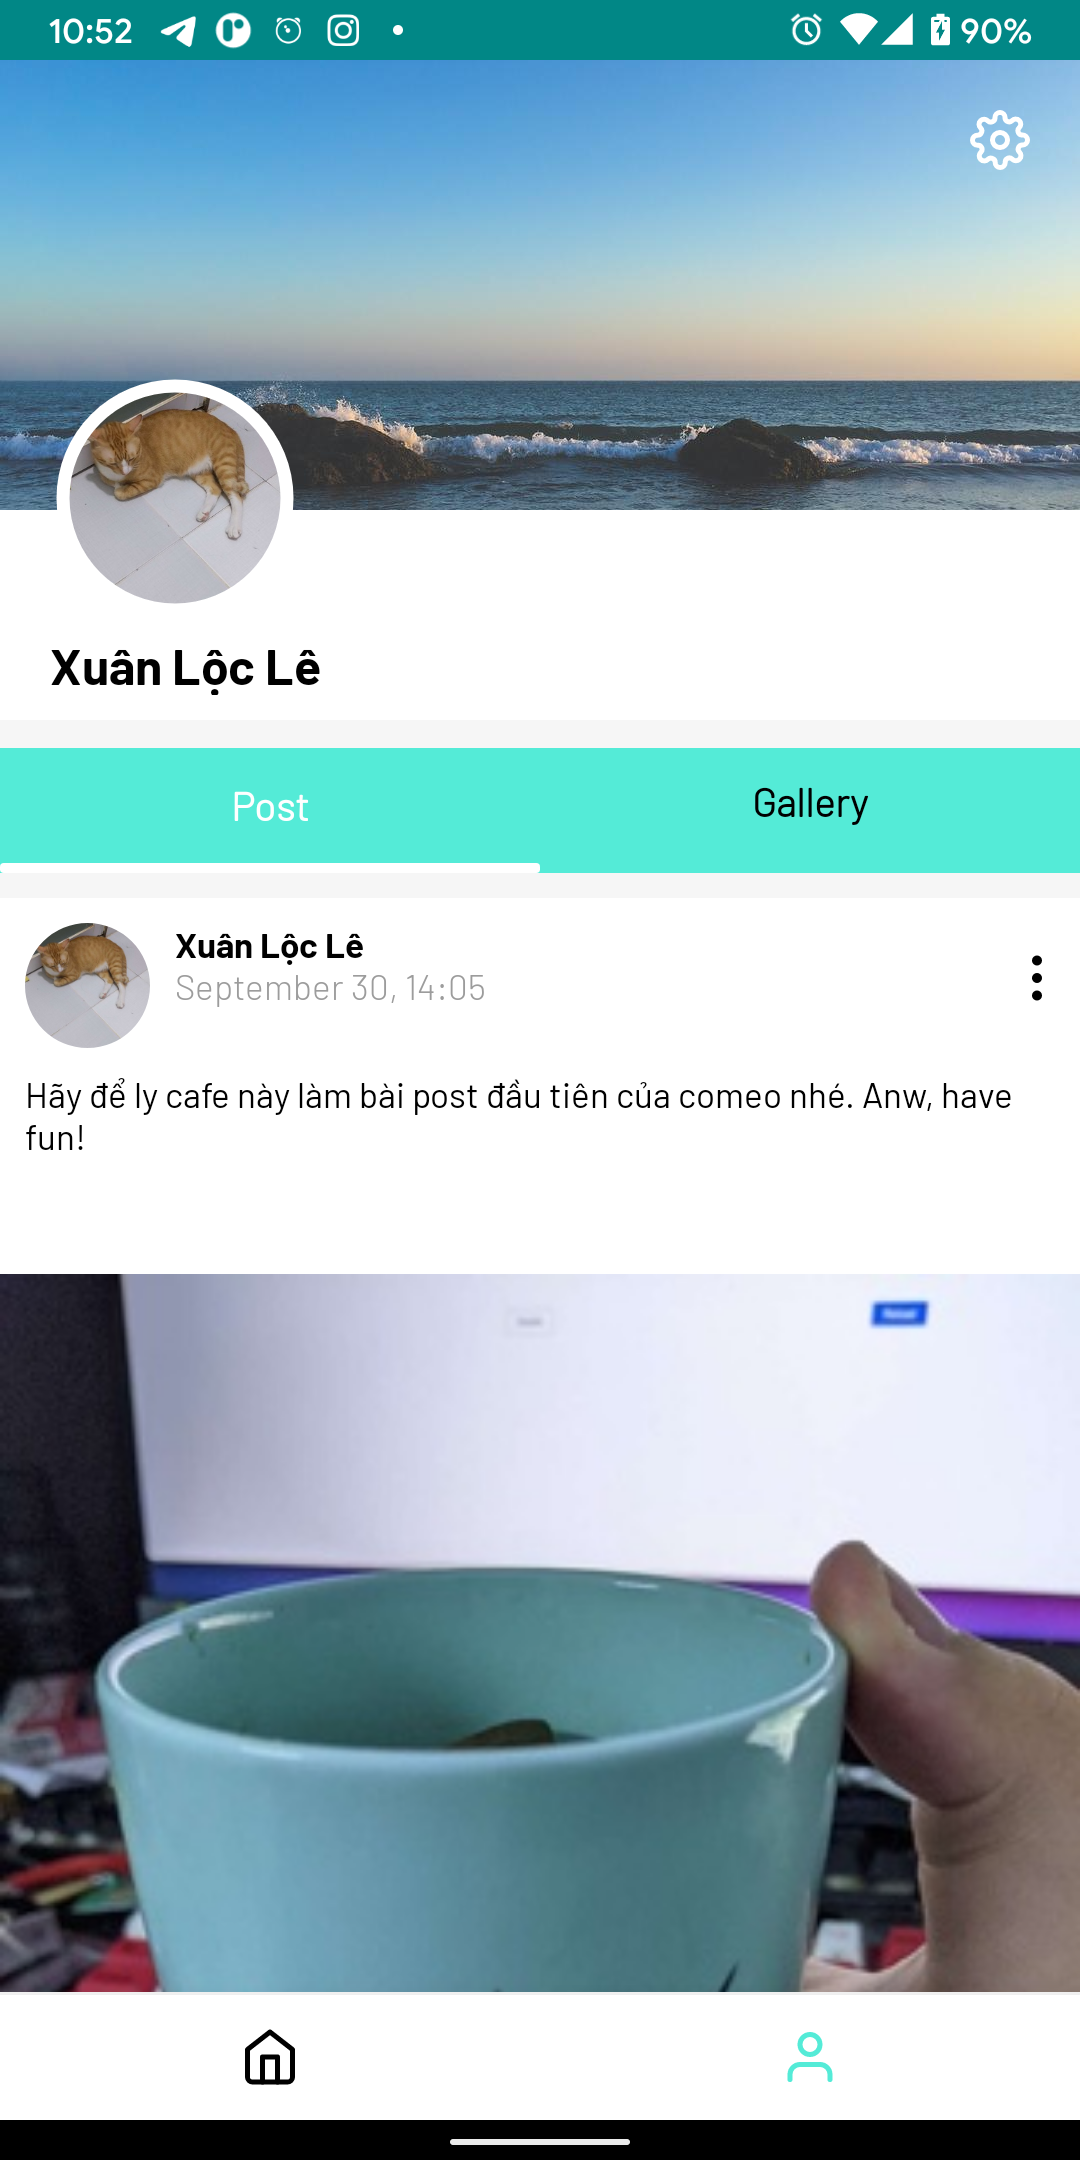 10:52
90%
Xuân Lộc Lê
Post
Gallery
Xuân Lộc Lê
September 30, 14:05
Hãy để ly cafe này làm bài post đầu tiên của comeo nhé. Anw, have
fun!